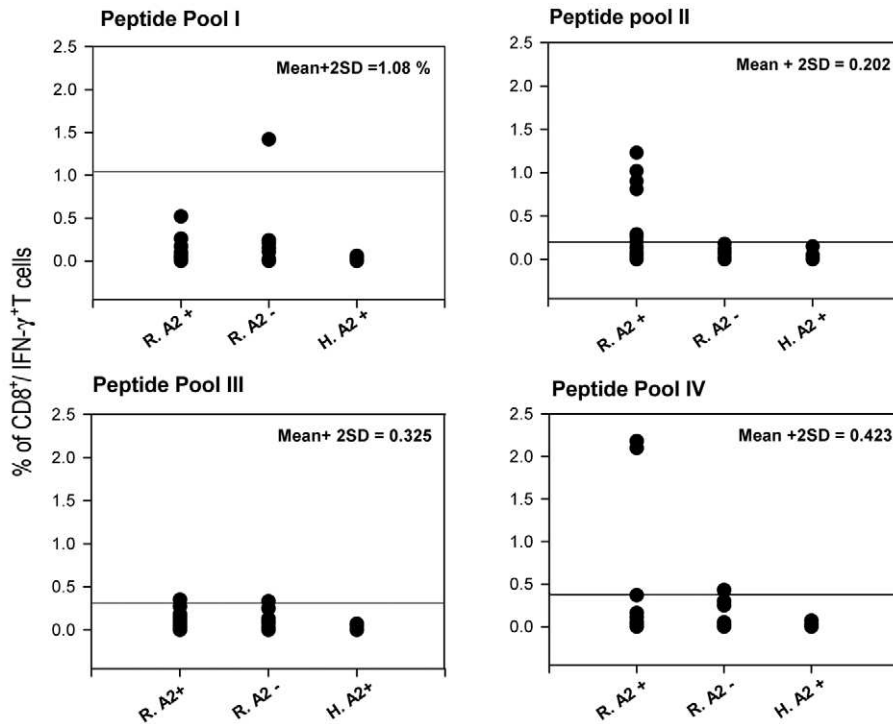 Peptide Pool I
2.5
Mean+2SD =1.08 %
2.0
1.5
1.0
0.5
0.0
R. A2 +
R. A2 -
H. A2 +
Peptide pool II
2.5
Mean + 2SD = 0.202
2.0
1.5
1.0
0.5
0.0
R. A2 +
R. A2 -
H. A2 +
% of CD8⁺/ IFN-γ⁺T cells
Peptide Pool III
2.5
Mean+ 2SD = 0.325
2.0
1.5
1.0
0.5
0.0
R. A2+
R. A2 -
H. A2+
Peptide Pool IV
2.5
Mean +2SD = 0.423
2.0
1.5
1.0
0.5
0.0
R. A2 +
R. A2 -
H. A2 +